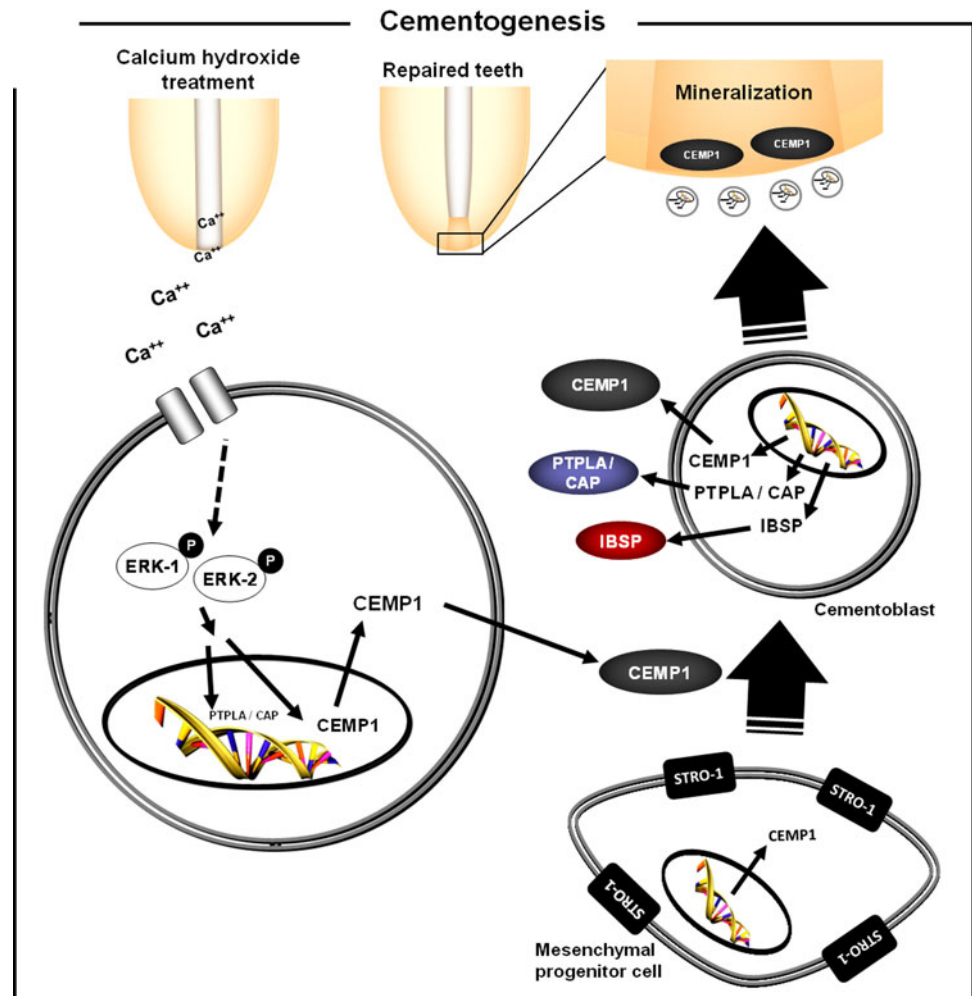 Cementogenesis
Calcium hydroxide
treatment
Repaired teeth
Mineralization
CEMP1
CEMP1
Ca++
Ca++
Ca++
Ca++
Ca++
CEMP1
PTPLA /
CAP
IBSP
CEMP1
PTPLA / CAP
IBSP
Cementoblast
ERK-1
P
ERK-2
P
CEMP1
PTPLA / CAP
CEMP1
CEMP1
STRO-1
STRO-1
CEMP1
STRO-1
STRO-1
Mesenchymal
progenitor cell